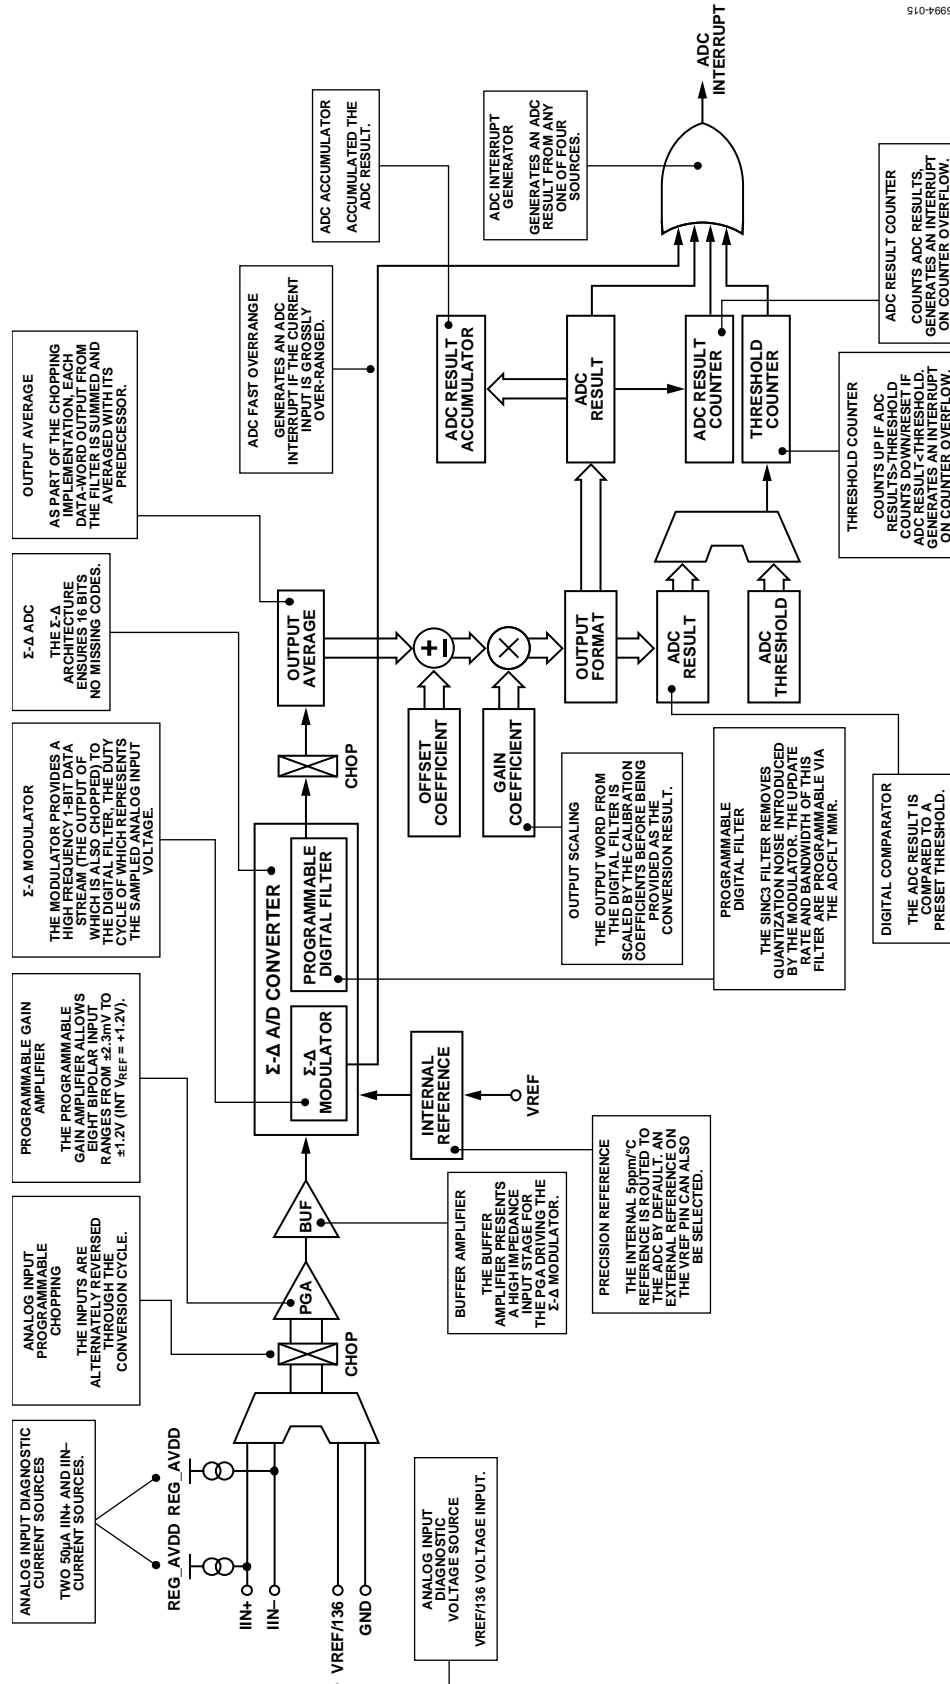 ANALOG INPUT DIAGNOSTIC
CURRENT SOURCES
TWO 50µA IIN+ AND IIN–
CURRENT SOURCES.
ANALOG INPUT
PROGRAMMABLE
CHOPPING
THE INPUTS ARE
ALTERNATELY REVERSED
THROUGH THE
CONVERSION CYCLE.
PROGRAMMABLE GAIN
AMPLIFIER
THE PROGRAMMABLE
GAIN AMPLIFIER ALLOWS
EIGHT BIPOLAR INPUT
RANGES FROM ±2.3mV TO
±1.2V (INT VREF = +1.2V).
Σ-Δ MODULATOR
THE MODULATOR PROVIDES A
HIGH FREQUENCY 1-BIT DATA
STREAM (THE OUTPUT OF
WHICH IS ALSO CHOPPED) TO
THE DIGITAL FILTER, THE DUTY
CYCLE OF WHICH REPRESENTS
THE SAMPLED ANALOG INPUT
VOLTAGE.
Σ-Δ ADC
THE Σ-Δ
ARCHITECTURE
ENSURES 16 BITS
NO MISSING CODES.
OUTPUT AVERAGE
AS PART OF THE CHOPPING
IMPLEMENTATION, EACH
DATA-WORD OUTPUT FROM
THE FILTER IS SUMMED AND
AVERAGED WITH ITS
PREDECESSOR.
ADC FAST OVERRANGE
GENERATES AN ADC
INTERRUPT IF THE CURRENT
INPUT IS GROSSLY
OVER-RANGED.
ADC ACCUMULATOR
ACCUMULATED THE
ADC RESULT.
ADC INTERRUPT
GENERATOR
GENERATES AN ADC
RESULT FROM ANY
ONE OF FOUR
SOURCES.
REG_AVDD
REG_AVDD
IIN+
IIN–
VREF/136
GND
CHOP
PGA
BUF
Σ-Δ A/D CONVERTER
Σ-Δ
MODULATOR
PROGRAMMABLE
DIGITAL FILTER
CHOP
OUTPUT
AVERAGE
INTERNAL
REFERENCE
VREF
OFFSET
COEFFICIENT
GAIN
COEFFICIENT
OUTPUT
FORMAT
ADC RESULT
ACCUMULATOR
ADC
RESULT
ADC RESULT
COUNTER
THRESHOLD
COUNTER
ADC
RESULT
ADC
THRESHOLD
ADC
INTERRUPT
ANALOG INPUT
DIAGNOSTIC
VOLTAGE SOURCE
VREF/136 VOLTAGE INPUT.
BUFFER AMPLIFIER
THE BUFFER
AMPLIFIER PRESENTS
A HIGH IMPEDANCE
INPUT STAGE FOR
THE PGA DRIVING THE
Σ-Δ MODULATOR.
PRECISION REFERENCE
THE INTERNAL 5ppm/°C
REFERENCE IS ROUTED TO
THE ADC BY DEFAULT. AN
EXTERNAL REFERENCE ON
THE VREF PIN CAN ALSO
BE SELECTED.
OUTPUT SCALING
THE OUTPUT WORD FROM
THE DIGITAL FILTER IS
SCALED BY THE CALIBRATION
COEFFICIENTS BEFORE BEING
PROVIDED AS THE
CONVERSION RESULT.
PROGRAMMABLE
DIGITAL FILTER
THE SINC3 FILTER REMOVES
QUANTIZATION NOISE INTRODUCED
BY THE MODULATOR. THE UPDATE
RATE AND BANDWIDTH OF THIS
FILTER ARE PROGRAMMABLE VIA
THE ADCFLT MMR.
DIGITAL COMPARATOR
THE ADC RESULT IS
COMPARED TO A
PRESET THRESHOLD.
THRESHOLD COUNTER
COUNTS UP IF ADC
RESULTS>THRESHOLD
COUNTS DOWN/RESET IF
ADC RESULT<THRESHOLD.
GENERATES AN INTERRUPT
ON COUNTER OVERFLOW.
ADC RESULT COUNTER
COUNTS ADC RESULTS,
GENERATES AN INTERRUPT
ON COUNTER OVERFLOW.